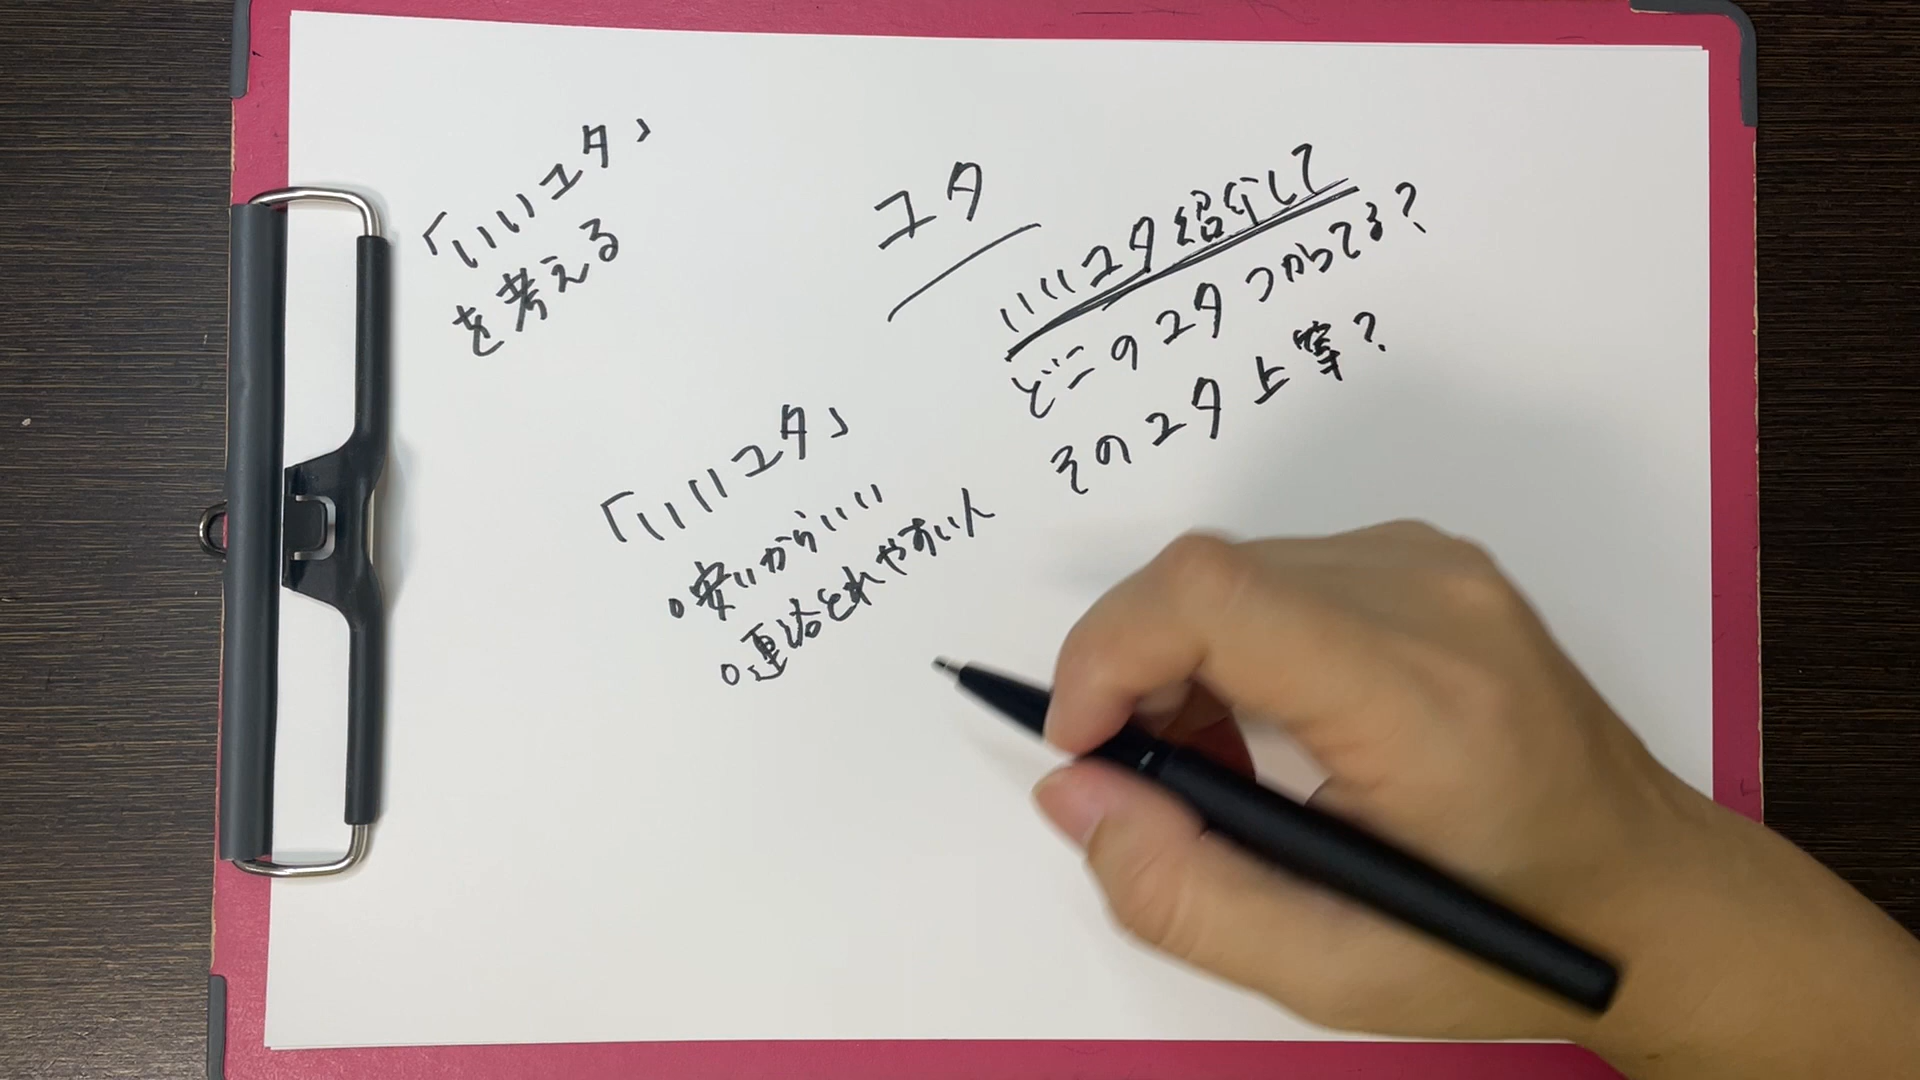 「いいユタ」
を考える
ユタ
いいユタ紹介して
どこのユタつかってる?
そのユタ上等?
「いいユタ」
○安いからいい
○連絡とれやすい人